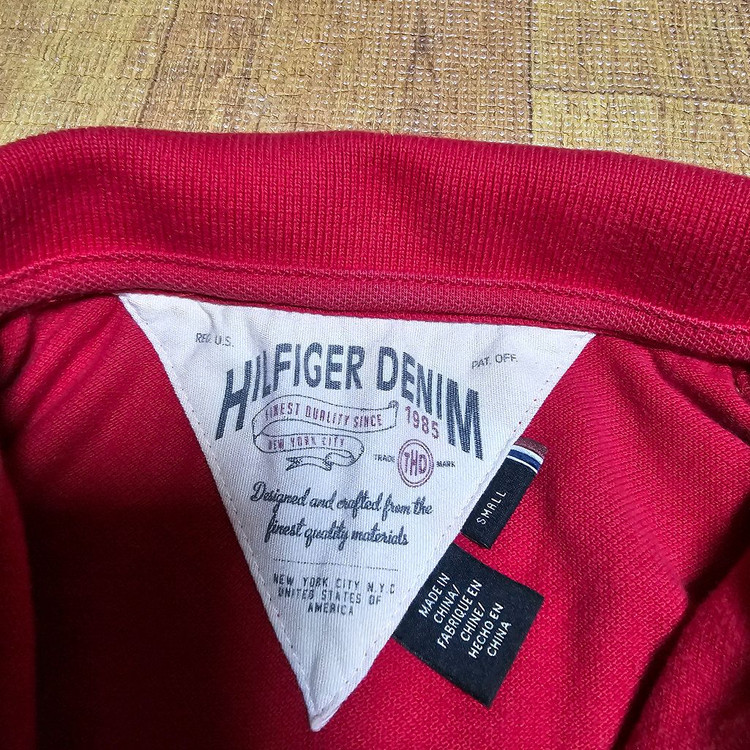 REG. U.S.
PAT. OFF.
HILFIGER DENIM
FINEST QUALITY SINCE
1985
NEW YORK CITY
TRADE THD MARK
Designed and crafted from the
finest quality materials
NEW YORK CITY N.Y.C
UNITED STATES OF
AMERICA
SMALL
MADE IN
CHINA/
FABRIQUE EN
CHINE/
HECHO EN
CHINA